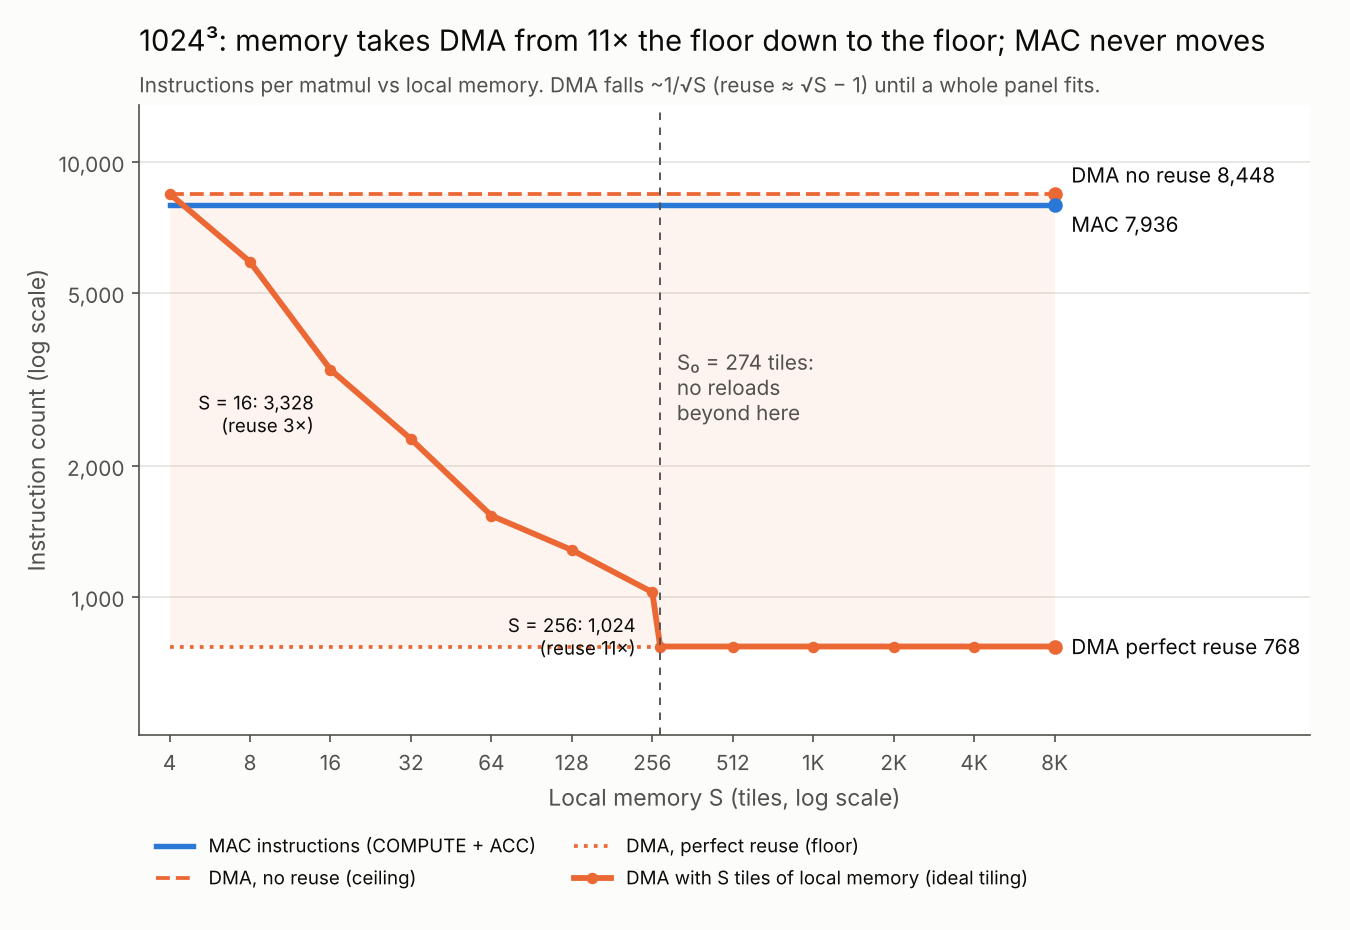 1024³: memory takes DMA from 11× the floor down to the floor; MAC never moves
Instructions per matmul vs local memory. DMA falls ~1/√S (reuse ≈ √S − 1) until a whole panel fits.
Instruction count (log scale)
10,000
5,000
2,000
1,000
DMA no reuse 8,448
MAC 7,936
S₀ = 274 tiles:
no reloads
beyond here
S = 16: 3,328
(reuse 3×)
S = 256: 1,024
(reuse 11×)
DMA perfect reuse 768
4 8 16 32 64 128 256 512 1K 2K 4K 8K
Local memory S (tiles, log scale)
MAC instructions (COMPUTE + ACC)
DMA, no reuse (ceiling)
DMA, perfect reuse (floor)
DMA with S tiles of local memory (ideal tiling)